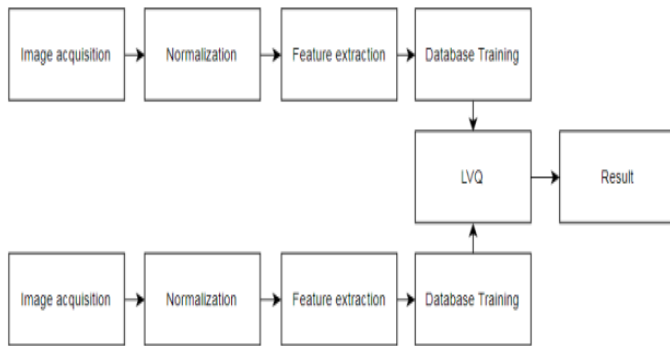 Image acquisition
Normalization
Feature extraction
Database Training
LVQ
Result
Image acquisition
Normalization
Feature extraction
Database Training